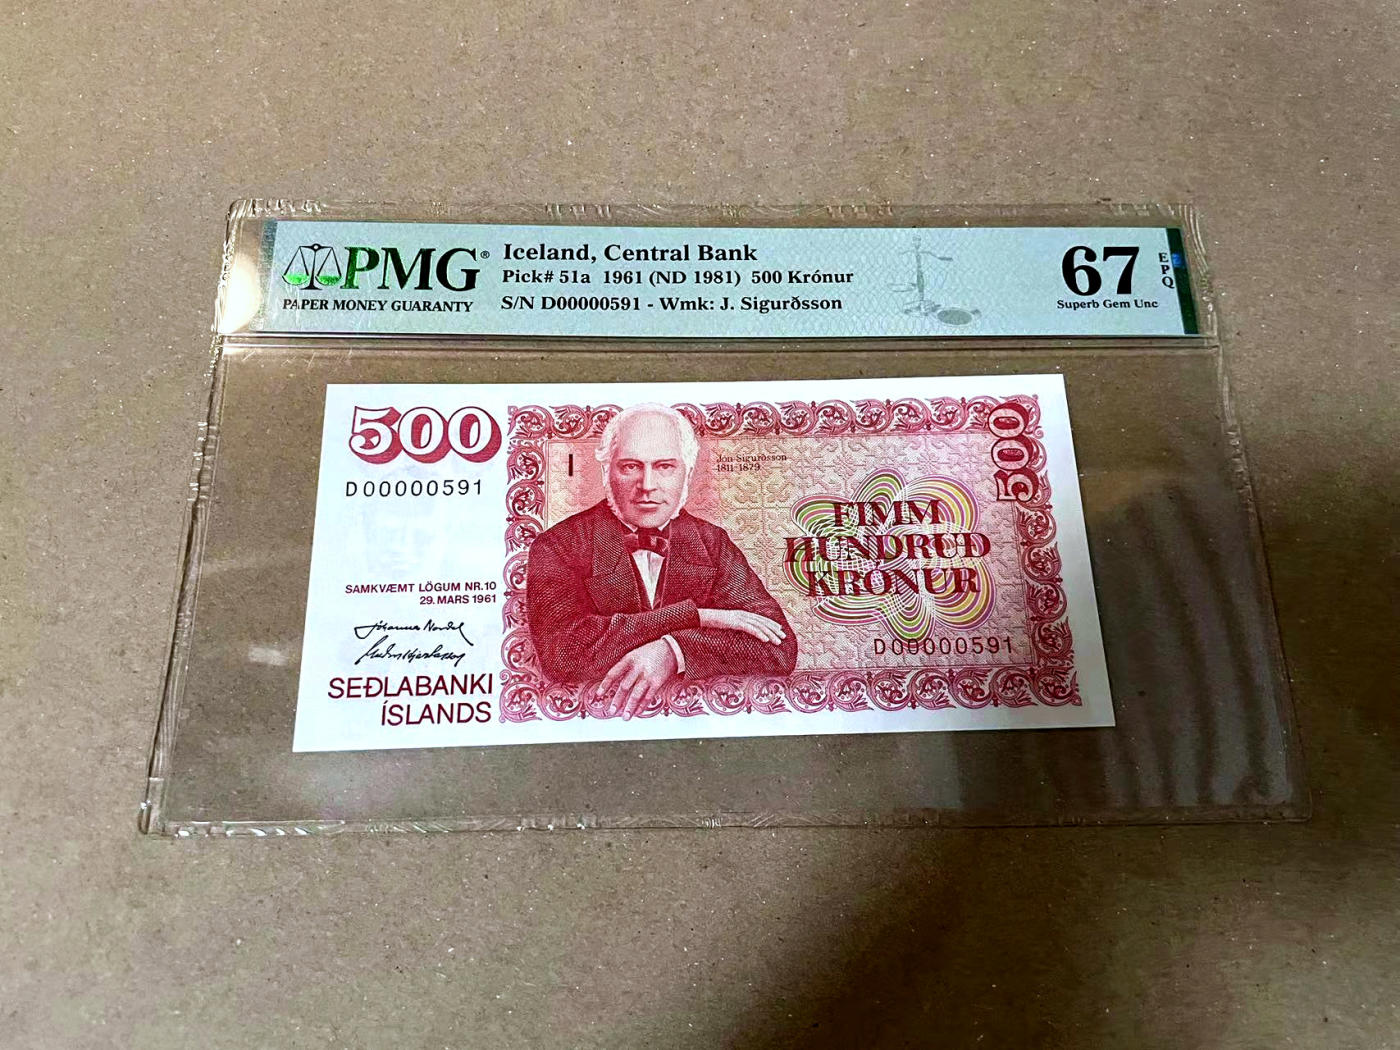 PMG®
PAPER MONEY GUARANTY
Iceland, Central Bank
Pick# 51a 1961 (ND 1981) 500 Krónur
S/N D00000591 - Wmk: J. Sigurðsson
67
EPQ
Superb Gem Unc
500
D00000591
SAMKVÆMT LÖGUM NR.10
29. MARS 1961
SEÐLABANKI
ÍSLANDS
Jón Sigurðsson
1811-1879
500
FIMM
HUNDRUÐ
KRÓNUR
D00000591